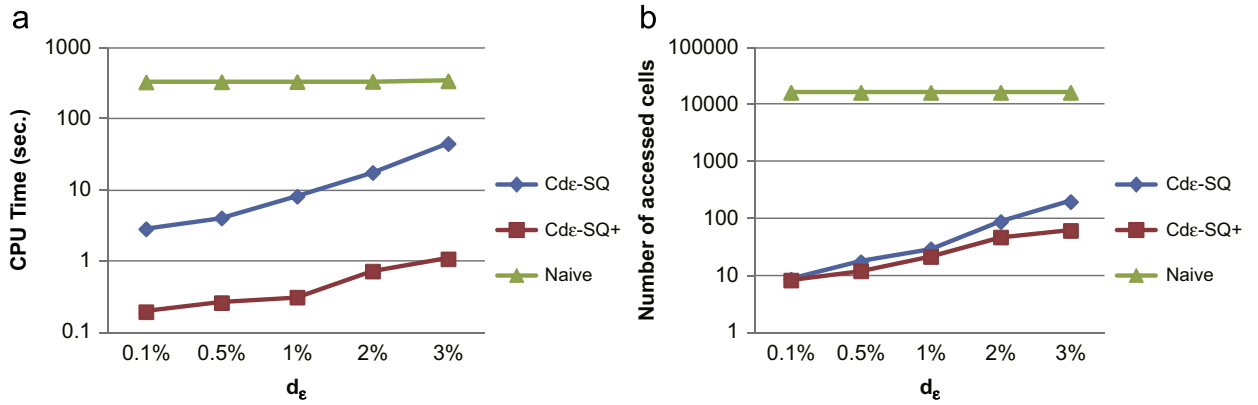 a
1000
100
10
1
0.1
CPU Time (sec.)
0.1% 0.5% 1% 2% 3%
dε
Cdε-SQ
Cdε-SQ+
Naive
b
100000
10000
1000
100
10
1
Number of accessed cells
0.1% 0.5% 1% 2% 3%
dε
Cdε-SQ
Cdε-SQ+
Naive